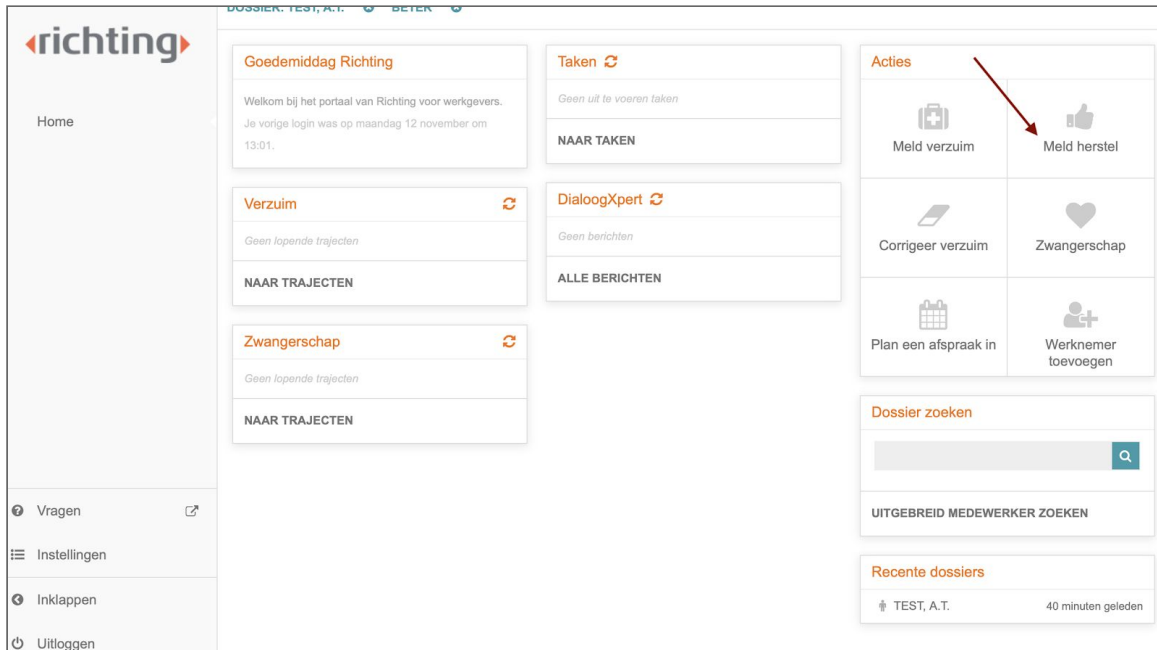 DOSSIER: TEST, A.T. BETER
richting
Home
Vragen
Instellingen
Inklappen
Uitloggen
Goedemiddag Richting
Welkom bij het portaal van Richting voor werkgevers.
Je vorige login was op maandag 12 november om
13:01.
Verzuim
Geen lopende trajecten
NAAR TRAJECTEN
Zwangerschap
Geen lopende trajecten
NAAR TRAJECTEN
Taken
Geen uit te voeren taken
NAAR TAKEN
DialoogXpert
Geen berichten
ALLE BERICHTEN
Acties
Meld verzuim
Meld herstel
Corrigeer verzuim
Zwangerschap
Plan een afspraak in
Werknemer
toevoegen
Dossier zoeken
UITGEBREID MEDEWERKER ZOEKEN
Recente dossiers
TEST, A.T. 40 minuten geleden